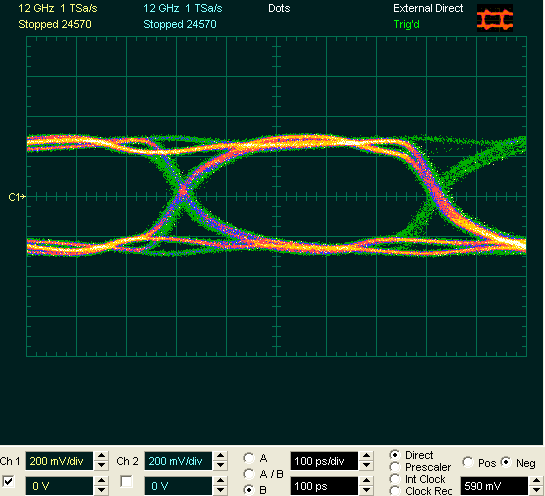 12 GHz 1 TSa/s 12 GHz 1 TSa/s Dots External Direct
Stopped 24570 Stopped 24570 Trig'd
C1
Ch 1 200 mV/div Ch 2 200 mV/div A 100 ps/div Direct Pos Neg
A / B Prescaler
0 V 0 V B 100 ps Int Clock
Clock Rec 590 mV